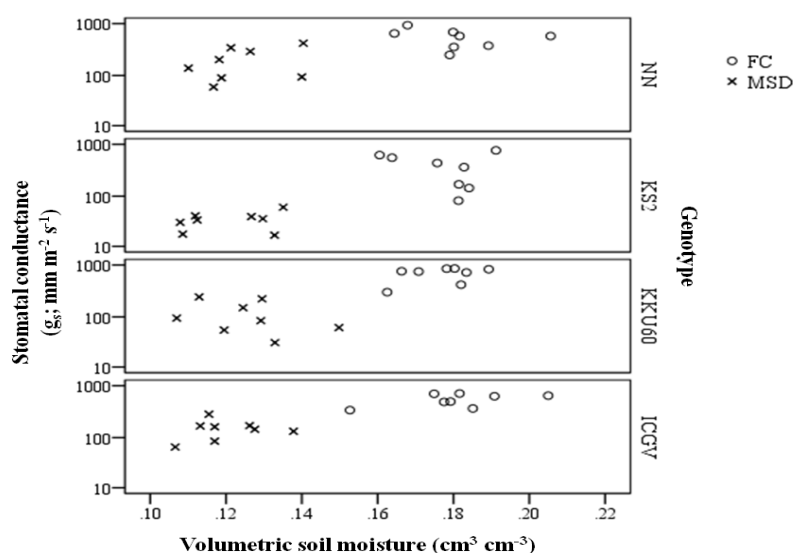 1000
100
10
NN
FC
MSD
1000
100
10
KS2
1000
100
10
KKU60
1000
100
10
ICGV
Stomatal conductance
(gₛ; mm m⁻² s⁻¹)
Genotype
.10 .12 .14 .16 .18 .20 .22
Volumetric soil moisture (cm³ cm⁻³)